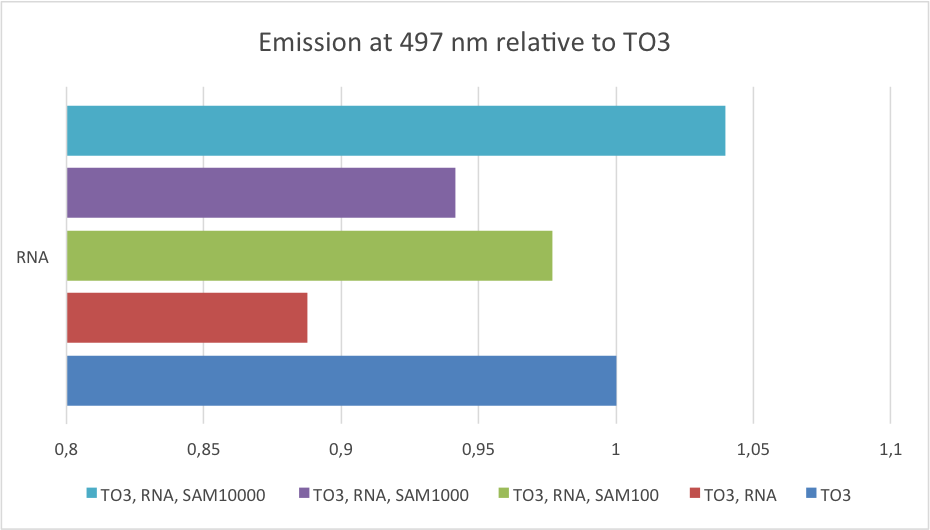 Emission at 497 nm relative to TO3
RNA
0,8 0,85 0,9 0,95 1 1,05 1,1
TO3, RNA, SAM10000 TO3, RNA, SAM1000 TO3, RNA, SAM100 TO3, RNA TO3